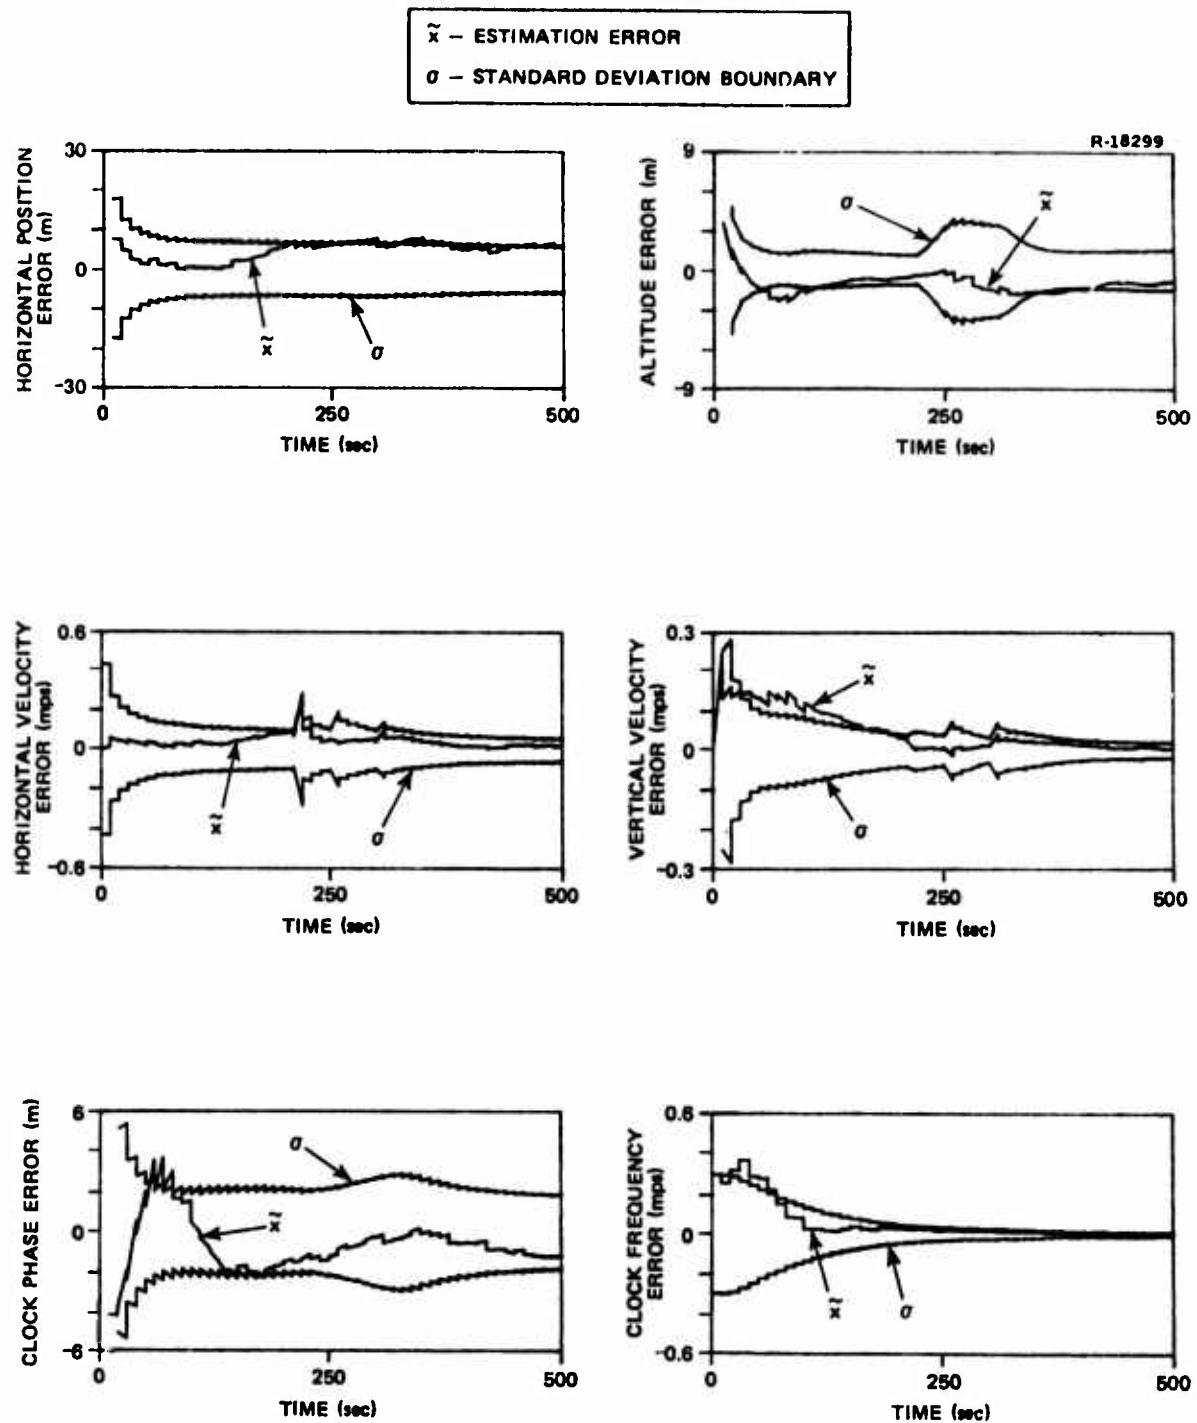 x̃ – ESTIMATION ERROR
σ – STANDARD DEVIATION BOUNDARY
R-18299
HORIZONTAL POSITION
ERROR (m)
30
0
-30
x̃
σ
0
250
500
TIME (sec)
ALTITUDE ERROR (m)
9
0
-9
σ
x̃
0
250
500
TIME (sec)
HORIZONTAL VELOCITY
ERROR (mps)
0.6
0
-0.6
x̃
σ
0
250
500
TIME (sec)
VERTICAL VELOCITY
ERROR (mps)
0.3
0
-0.3
x̃
σ
0
250
500
TIME (sec)
CLOCK PHASE ERROR (m)
6
0
-6
σ
x̃
0
250
500
TIME (sec)
CLOCK FREQUENCY
ERROR (mps)
0.6
0
-0.6
x̃
σ
0
250
500
TIME (sec)